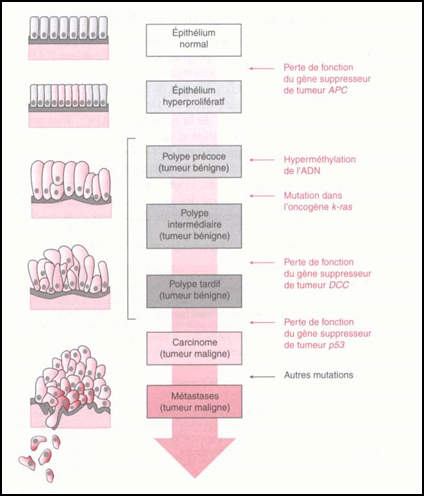 Épithélium
normal
Perte de fonction
du gène suppresseur
de tumeur APC
Épithélium
hyperprolifératif
Polype précoce
(tumeur bénigne)
Hyperméthylation
de l'ADN
Mutation dans
l'oncogène k-ras
Polype
intermédiaire
(tumeur bénigne)
Perte de fonction
du gène suppresseur
de tumeur DCC
Polype tardif
(tumeur bénigne)
Perte de fonction
du gène suppresseur
de tumeur p53
Carcinome
(tumeur maligne)
Autres mutations
Métastases
(tumeur maligne)